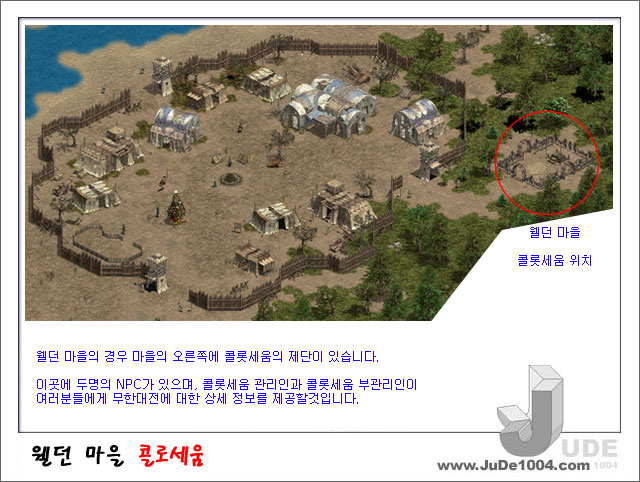 웰던 마을
콜롯세움 위치
웰던 마을의 경우 마을의 오른쪽에 콜롯세움의 제단이 있습니다.
이곳에 두명의 NPC가 있으며, 콜롯세움 관리인과 콜롯세움 부관리인이
여러분들에게 무한대전에 대한 상세 정보를 제공할것입니다.
웰던 마을 콜로세움
JUDE
1004
www.JuDe1004.com